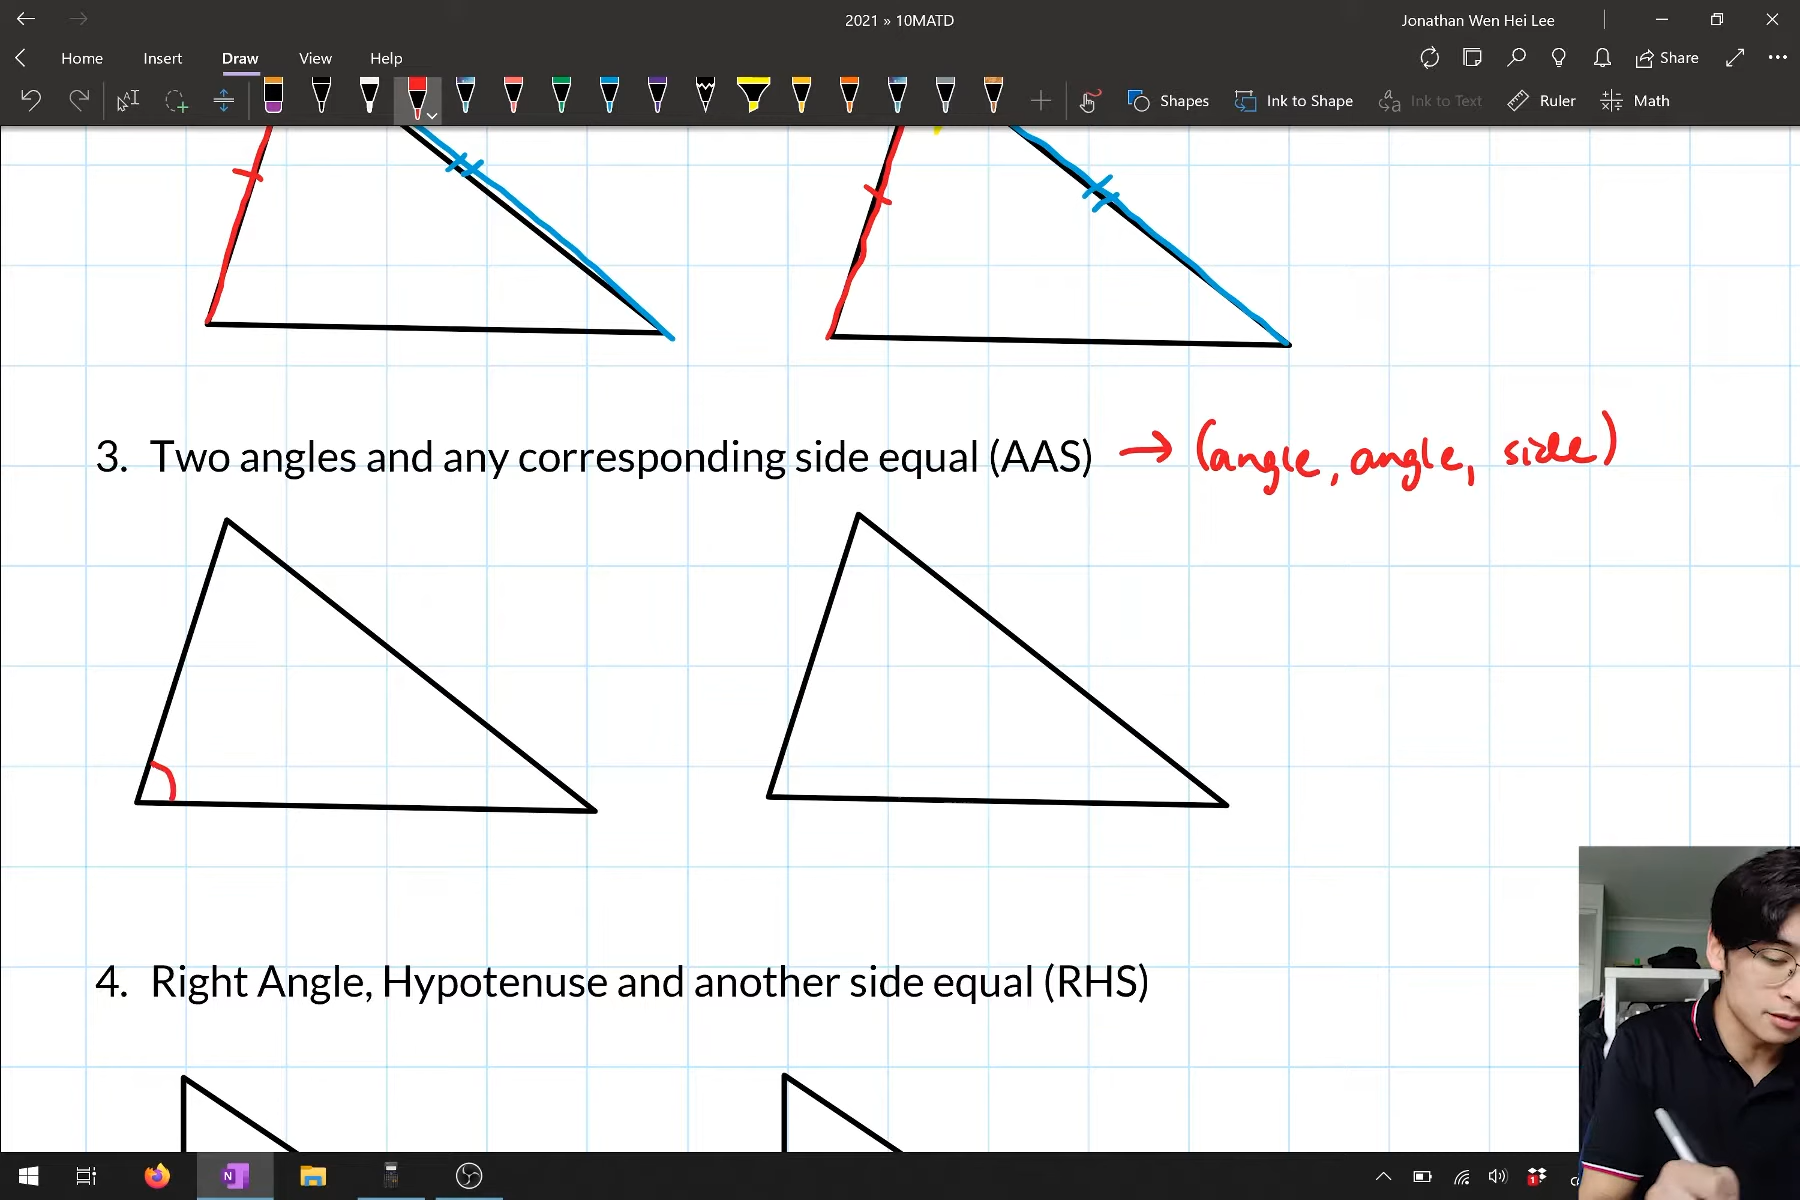 2021 » 10MATD
Jonathan Wen Hei Lee
Home Insert Draw View Help
Share
Shapes Ink to Shape Ink to Text Ruler Math
3. Two angles and any corresponding side equal (AAS) → (angle, angle, side)
4. Right Angle, Hypotenuse and another side equal (RHS)